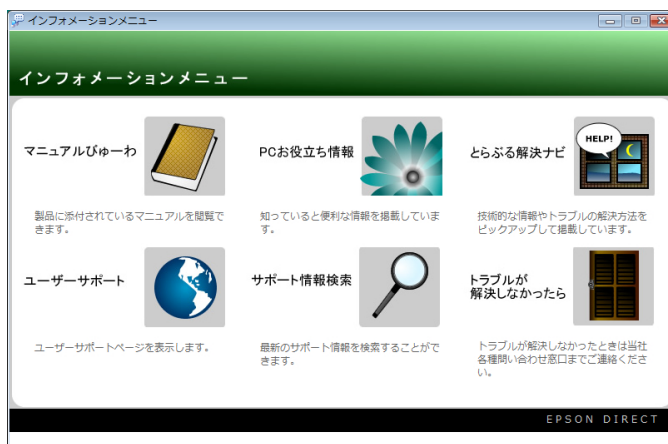 インフォメーションメニュー
インフォメーションメニュー
マニュアルびゅーわ
PCお役立ち情報
とらぶる解決ナビ
HELP!
製品に添付されているマニュアルを閲覧で
きます。
知っていると便利な情報を掲載していま
す。
技術的な情報やトラブルの解決方法を
ピックアップして掲載しています。
ユーザーサポート
サポート情報検索
トラブルが
解決しなかったら
ユーザーサポートページを表示します。
最新のサポート情報を検索することがで
きます。
トラブルが解決しなかったときは当社
各種問い合わせ窓口までご連絡くださ
い。
EPSON DIRECT